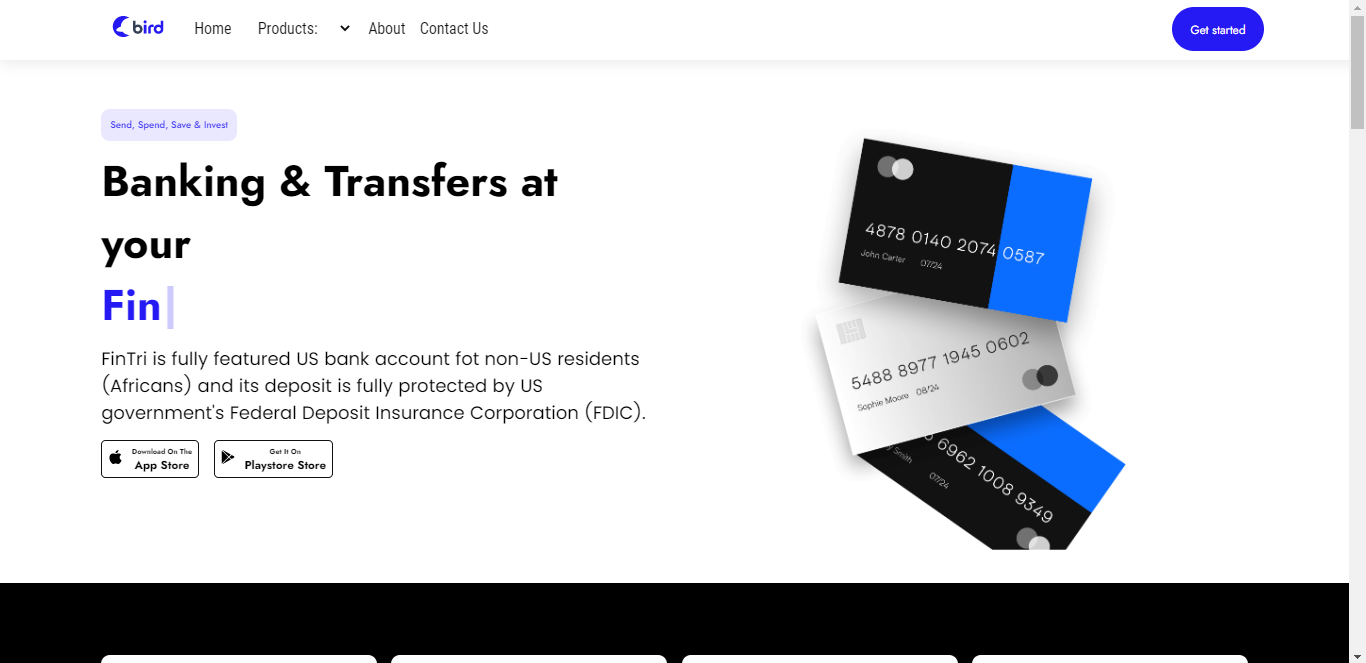 bird
Home
Products:
About
Contact Us
Get started
Send, Spend, Save & Invest
Banking & Transfers at
your
Fin
FinTri is fully featured US bank account fot non-US residents
(Africans) and its deposit is fully protected by US
government's Federal Deposit Insurance Corporation (FDIC).
Download On The
App Store
Get It On
Playstore Store
4878 0140 2074 0587
John Carter 07/24
5488 8977 1945 0602
Sophie Moore 08/24
6962 1008 9349
Smith 07/24